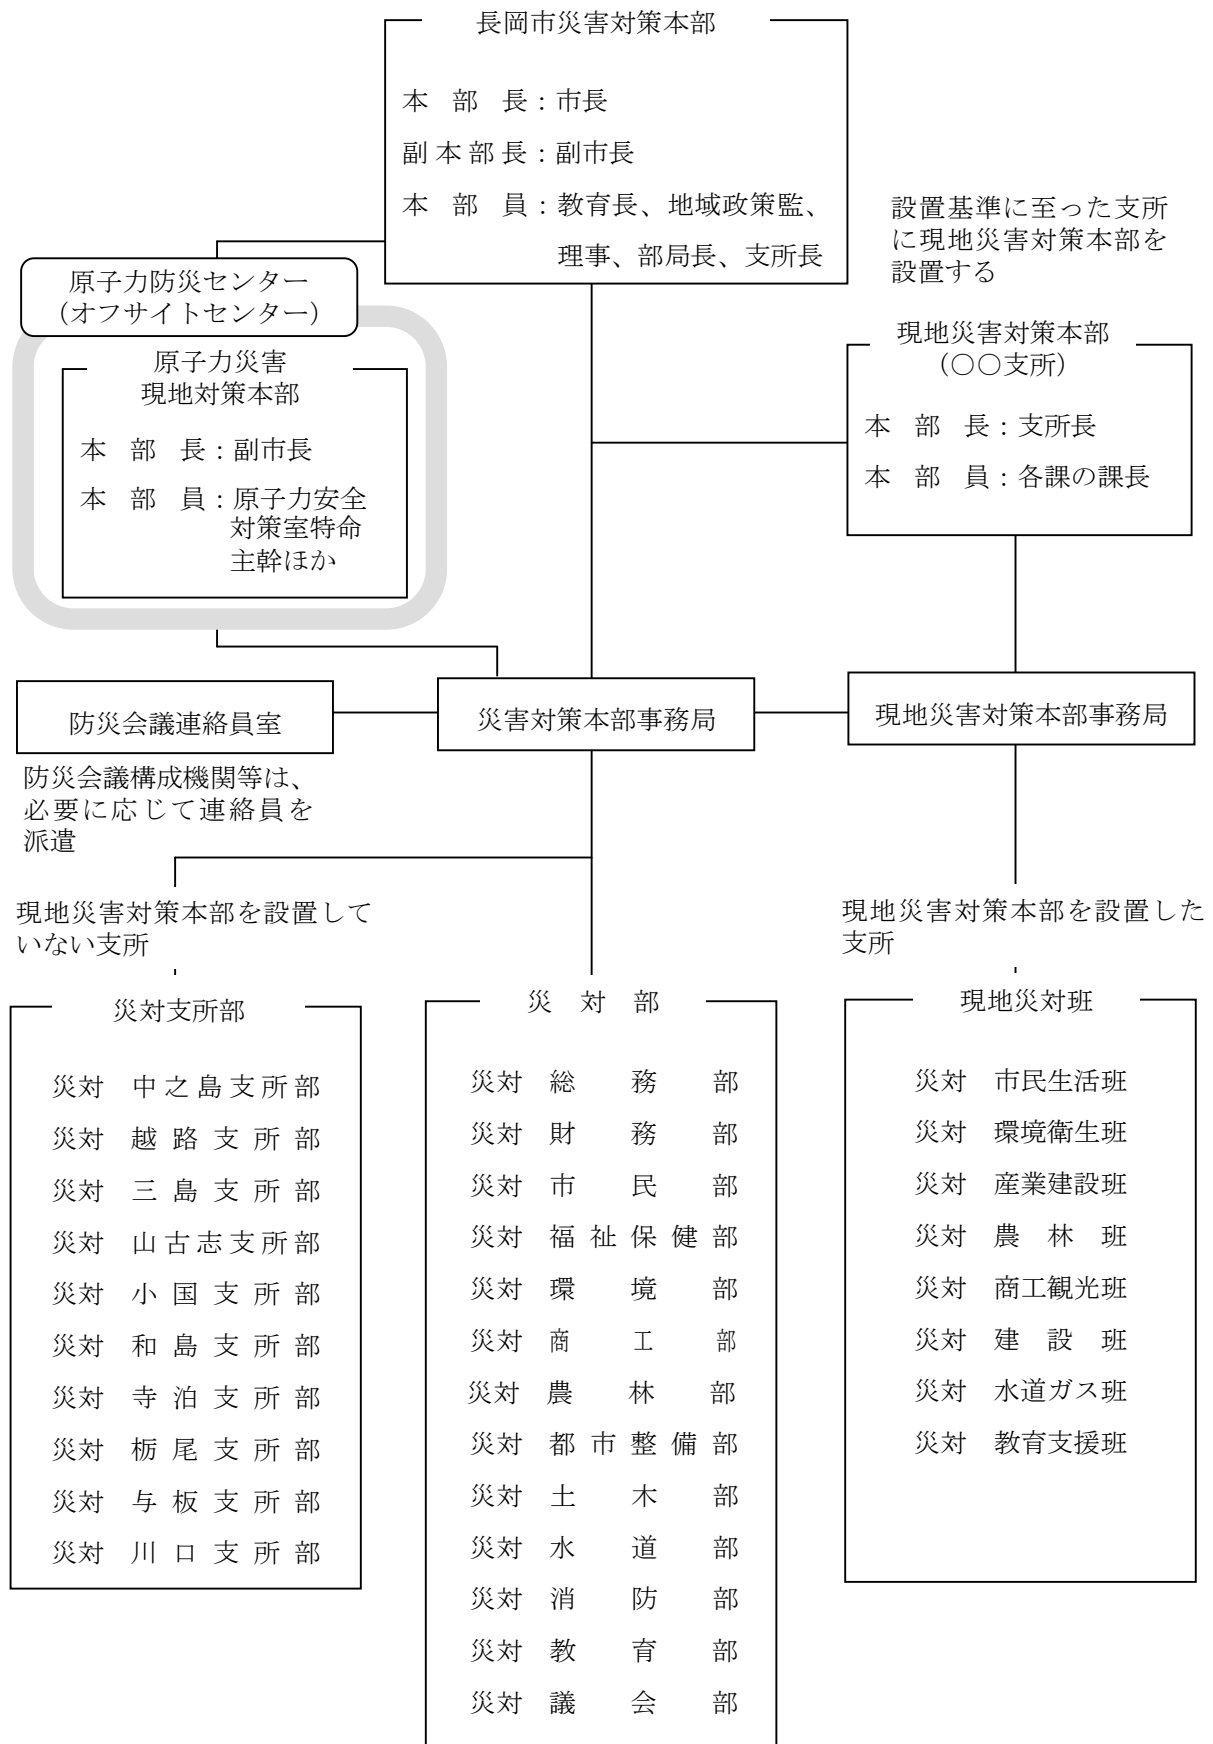 長岡市災害対策本部
本部長：市長
副本部長：副市長
本部員：教育長、地域政策監、
理事、部局長、支所長
設置基準に至った支所
に現地災害対策本部を
設置する
原子力防災センター
（オフサイトセンター）
原子力災害
現地対策本部
本部長：副市長
本部員：原子力安全
対策室特命
主幹ほか
現地災害対策本部
（○○支所）
本部長：支所長
本部員：各課の課長
防災会議連絡員室
災害対策本部事務局
現地災害対策本部事務局
防災会議構成機関等は、
必要に応じて連絡員を
派遣
現地災害対策本部を設置して
いない支所
現地災害対策本部を設置した
支所
災対支所部
災対 中之島支所部
災対 越路支所部
災対 三島支所部
災対 山古志支所部
災対 小国支所部
災対 和島支所部
災対 寺泊支所部
災対 栃尾支所部
災対 与板支所部
災対 川口支所部
災対部
災対 総務部
災対 財務部
災対 市民部
災対 福祉保健部
災対 環境部
災対 商工部
災対 農林部
災対 都市整備部
災対 土木部
災対 水道部
災対 消防部
災対 教育部
災対 議会部
現地災対班
災対 市民生活班
災対 環境衛生班
災対 産業建設班
災対 農林班
災対 商工観光班
災対 建設班
災対 水道ガス班
災対 教育支援班